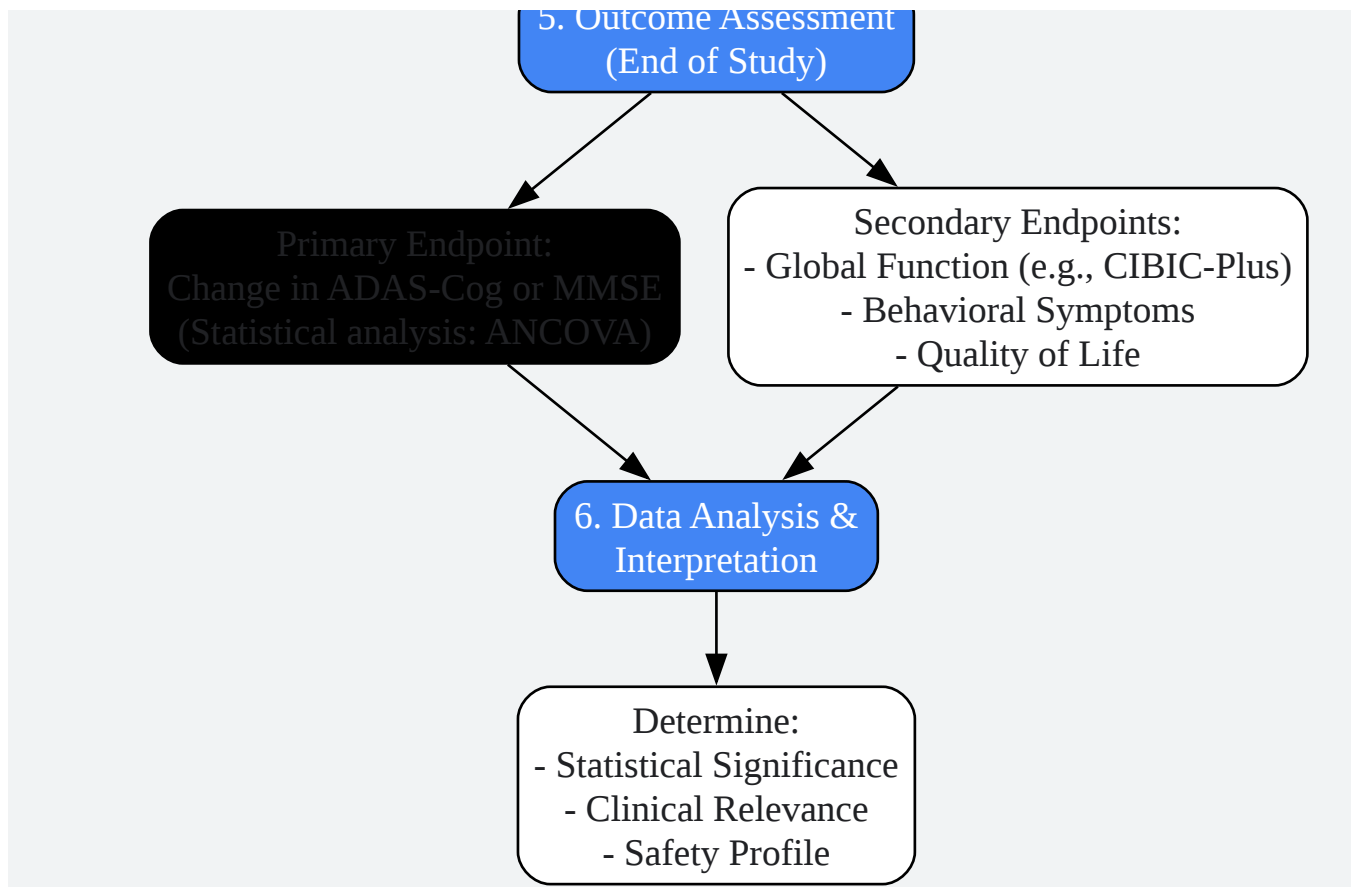 5. Outcome Assessment
(End of Study)
Primary Endpoint:
Change in ADAS-Cog or MMSE
(Statistical analysis: ANCOVA)
Secondary Endpoints:
- Global Function (e.g., CIBIC-Plus)
- Behavioral Symptoms
- Quality of Life
6. Data Analysis &
Interpretation
Determine:
- Statistical Significance
- Clinical Relevance
- Safety Profile